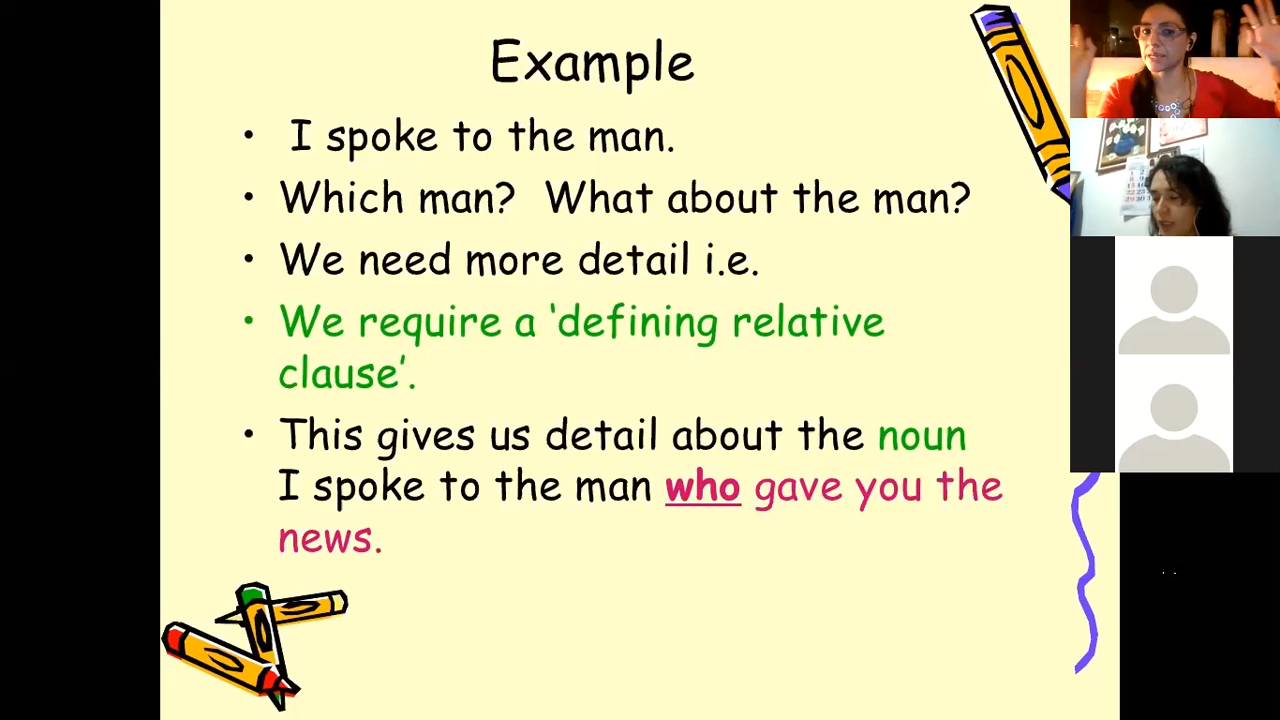 Example
• I spoke to the man.
• Which man? What about the man?
• We need more detail i.e.
• We require a ‘defining relative
clause’.
• This gives us detail about the noun
I spoke to the man who gave you the
news.